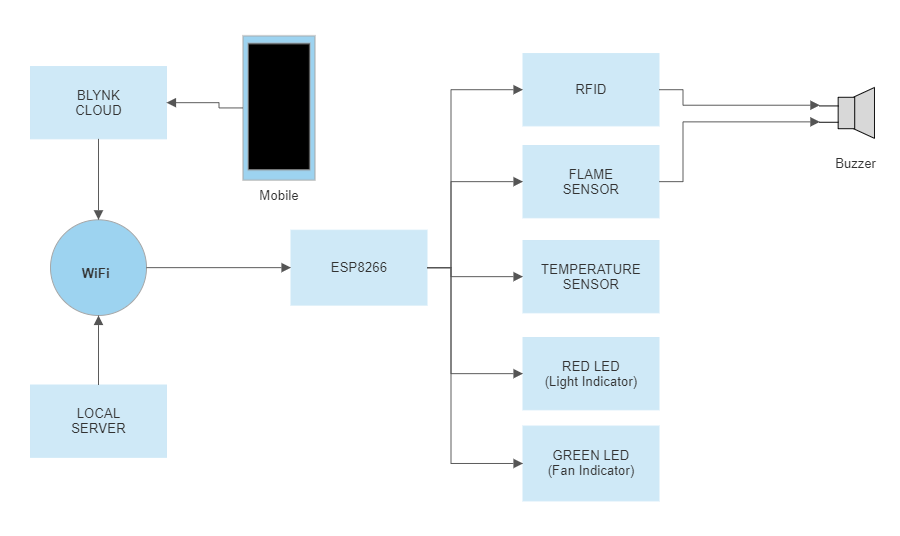 BLYNK
CLOUD
Mobile
WiFi
LOCAL
SERVER
ESP8266
RFID
FLAME
SENSOR
TEMPERATURE
SENSOR
RED LED
(Light Indicator)
GREEN LED
(Fan Indicator)
Buzzer